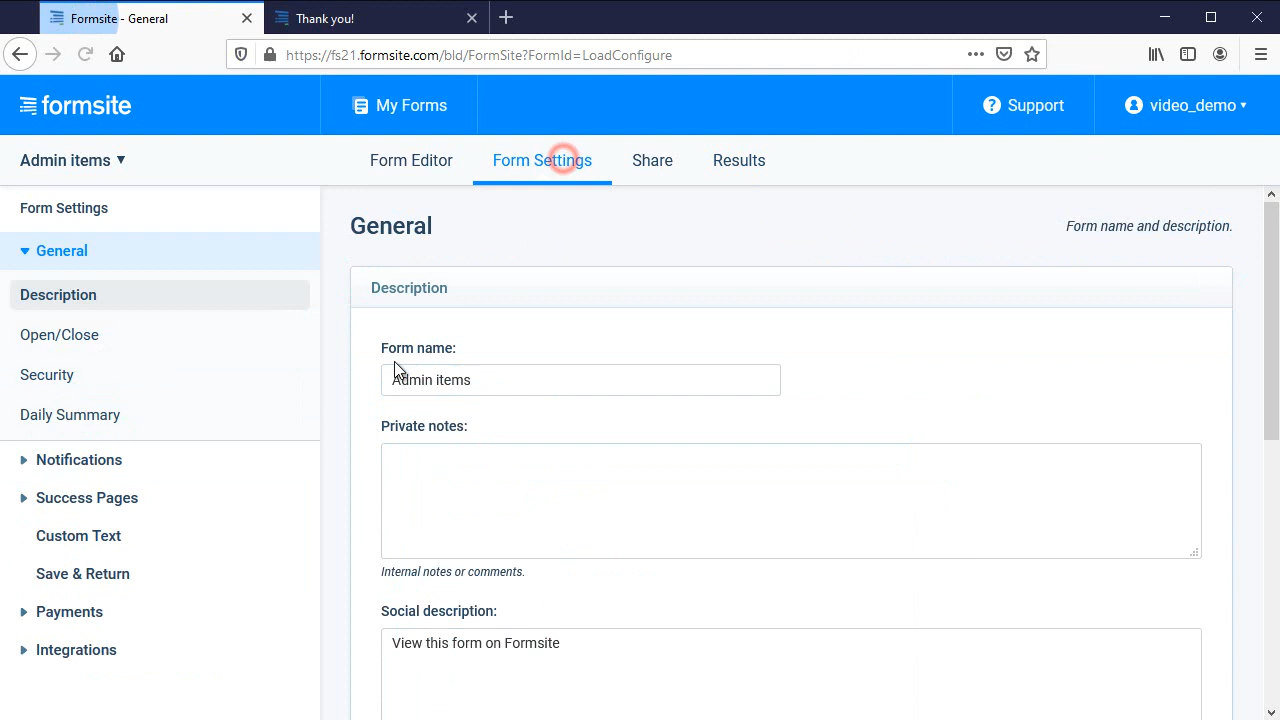 Formsite - General
Thank you!
https://fs21.formsite.com/bld/FormSite?FormId=LoadConfigure
formsite
My Forms
Support
video_demo
Admin items
Form Editor
Form Settings
Share
Results
Form Settings
General
Description
Open/Close
Security
Daily Summary
Notifications
Success Pages
Custom Text
Save & Return
Payments
Integrations
General
Form name and description.
Description
Form name:
Admin items
Private notes:
Internal notes or comments.
Social description:
View this form on Formsite